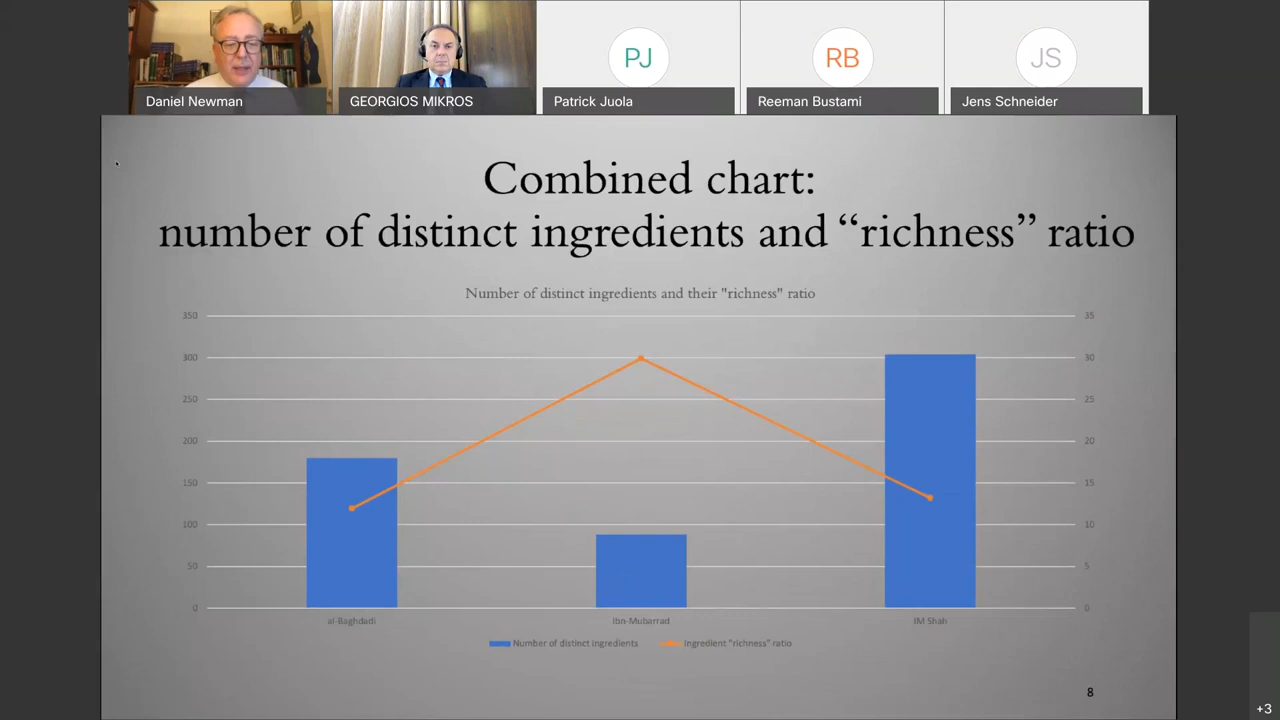 PJ
RB
JS
Daniel Newman
GEORGIOS MIKROS
Patrick Juola
Reeman Bustami
Jens Schneider
Combined chart:
number of distinct ingredients and “richness” ratio
Number of distinct ingredients and their "richness" ratio
350
35
300
30
250
25
200
20
150
15
100
10
50
5
0
0
al-Baghdadi
Ibn-Mubarrad
IM Shah
Number of distinct ingredients
Ingredient "richness" ratio
8
+3